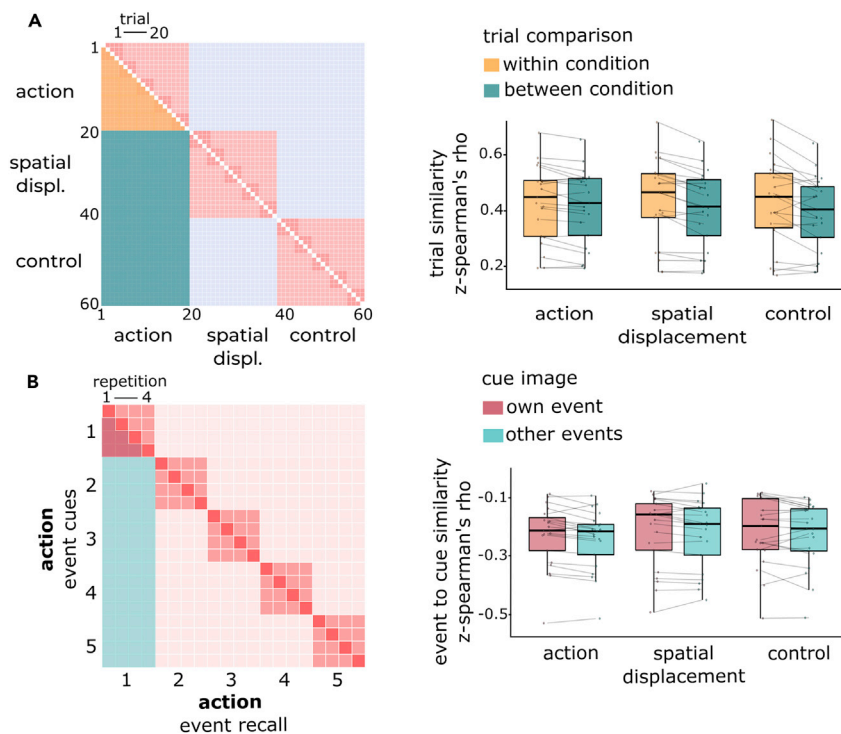 A
trial
1 — 20
1
action
20
spatial
displ.
40
control
60
1
20
40
60
action
spatial
displ.
control
trial comparison
within condition
between condition
trial similarity
z-spearman's rho
0.6
0.4
0.2
action
spatial
displacement
control
B
repetition
1 — 4
1
2
3
4
5
action
event cues
1
2
3
4
5
action
event recall
cue image
own event
other events
event to cue similarity
z-spearman's rho
-0.1
-0.3
-0.5
action
spatial
displacement
control